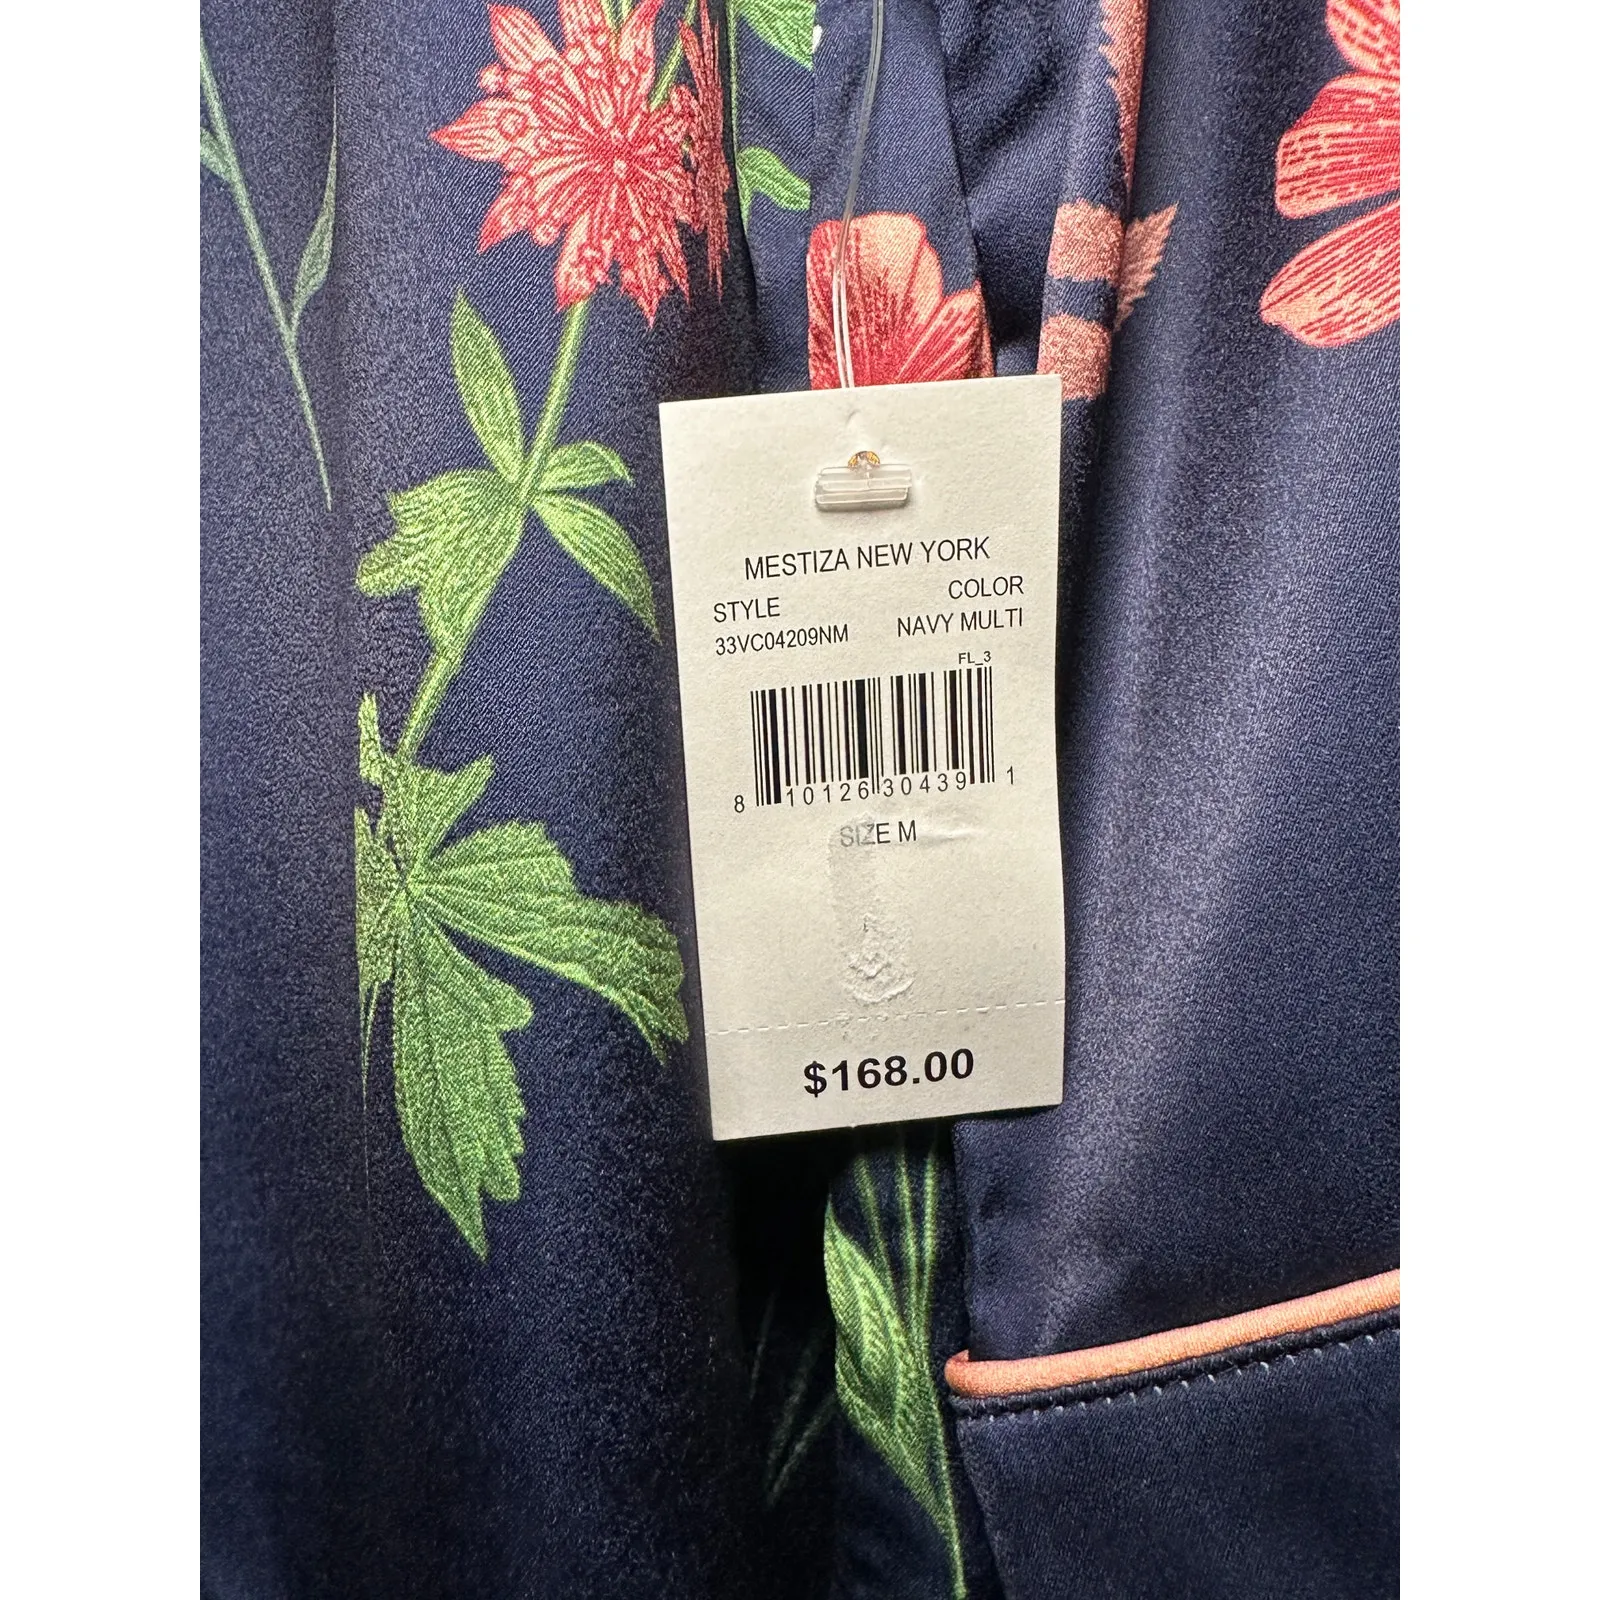 MESTIZA NEW YORK
STYLE COLOR
33VC04209NM NAVY MULTI
FL_3
8 10126 30439 1
SIZE M
$168.00